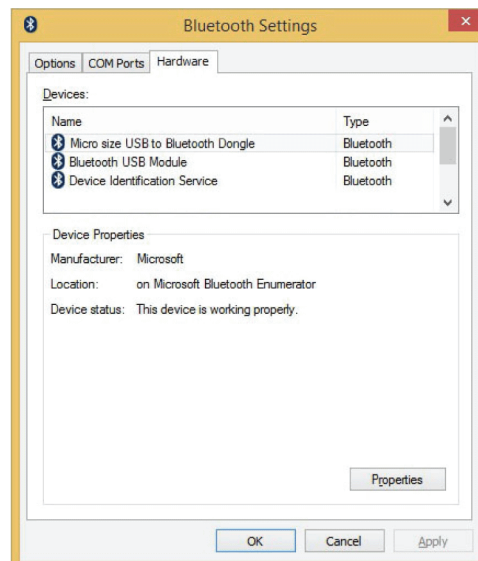 Bluetooth Settings
Options COM Ports Hardware
Devices:
Name Type
Micro size USB to Bluetooth Dongle Bluetooth
Bluetooth USB Module Bluetooth
Device Identification Service Bluetooth
Device Properties
Manufacturer: Microsoft
Location: on Microsoft Bluetooth Enumerator
Device status: This device is working properly.
Properties
OK Cancel Apply